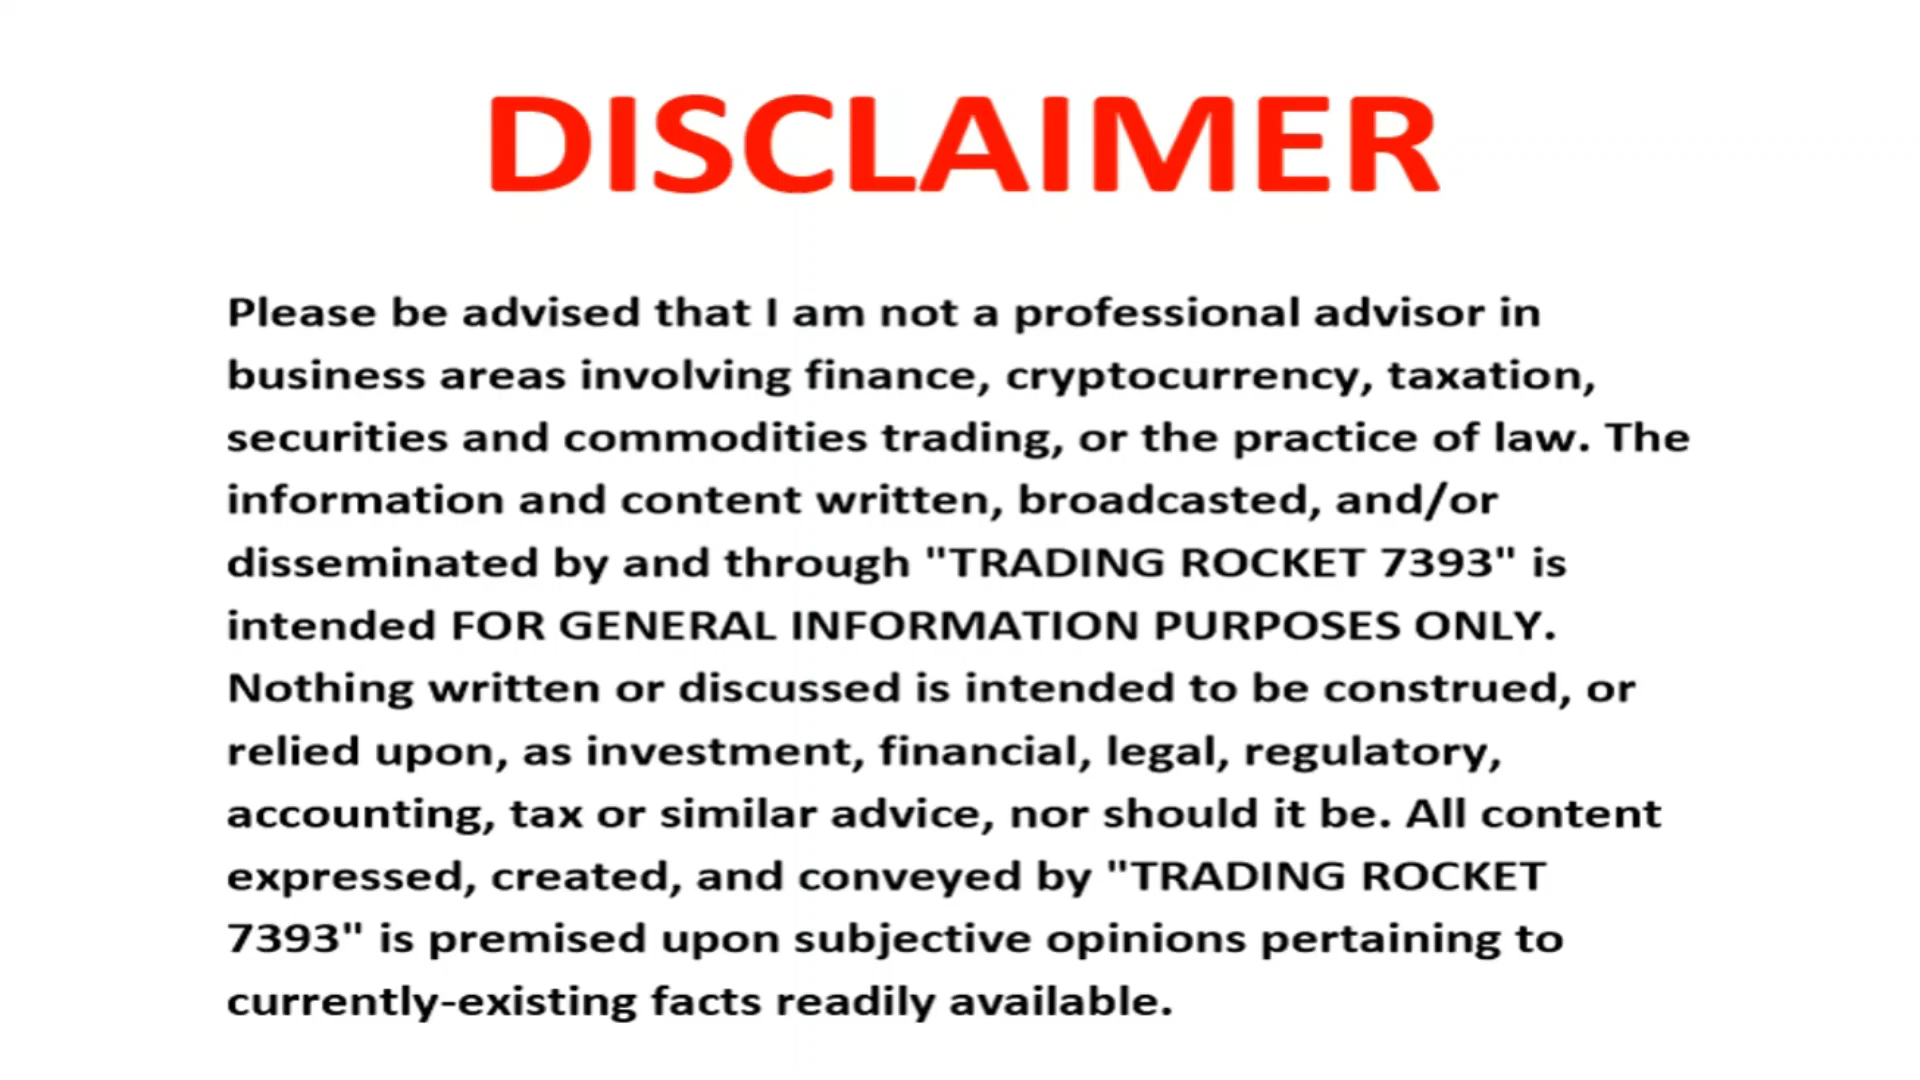 DISCLAIMER
Please be advised that I am not a professional advisor in
business areas involving finance, cryptocurrency, taxation,
securities and commodities trading, or the practice of law. The
information and content written, broadcasted, and/or
disseminated by and through "TRADING ROCKET 7393" is
intended FOR GENERAL INFORMATION PURPOSES ONLY.
Nothing written or discussed is intended to be construed, or
relied upon, as investment, financial, legal, regulatory,
accounting, tax or similar advice, nor should it be. All content
expressed, created, and conveyed by "TRADING ROCKET
7393" is premised upon subjective opinions pertaining to
currently-existing facts readily available.